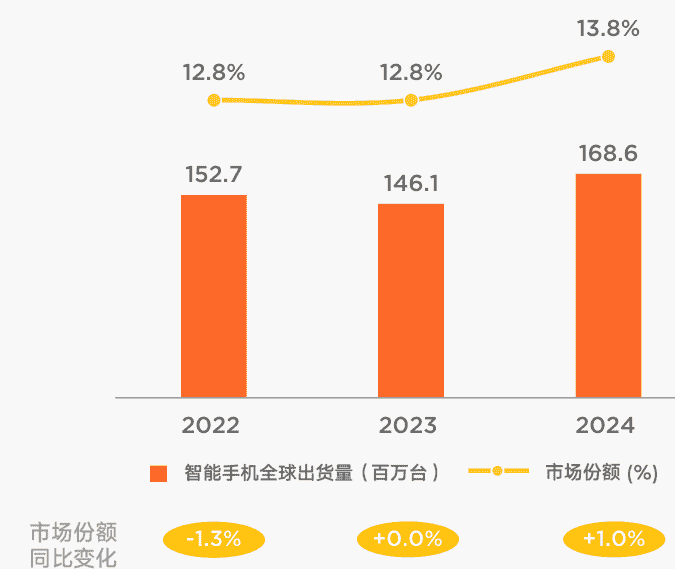 13.8%
12.8% 12.8%
168.6
152.7 146.1
2022 2023 2024
智能手机全球出货量（百万台） 市场份额 (%)
市场份额
同比变化
-1.3% +0.0% +1.0%